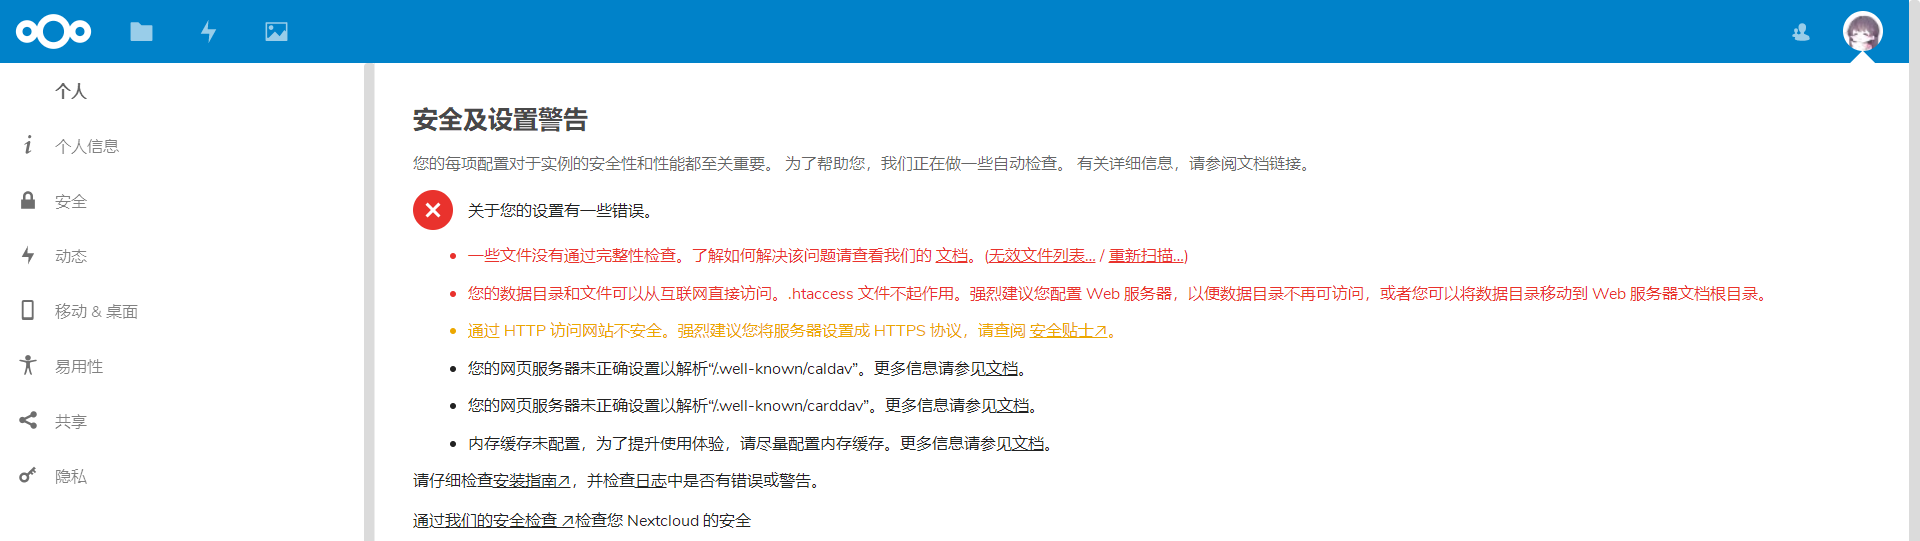 个人
个人信息
安全
动态
移动 & 桌面
易用性
共享
隐私
安全及设置警告
您的每项配置对于实例的安全性和性能都至关重要。 为了帮助您，我们正在做一些自动检查。 有关详细信息，请参阅文档链接。
关于您的设置有一些错误。
一些文件没有通过完整性检查。了解如何解决该问题请查看我们的 文档。(无效文件列表… / 重新扫描…)
您的数据目录和文件可以从互联网直接访问。.htaccess 文件不起作用。强烈建议您配置 Web 服务器，以便数据目录不再可访问，或者您可以将数据目录移动到 Web 服务器文档根目录。
通过 HTTP 访问网站不安全。强烈建议您将服务器设置成 HTTPS 协议，请查阅 安全贴士↗。
您的网页服务器未正确设置以解析“/.well-known/caldav”。更多信息请参见文档。
您的网页服务器未正确设置以解析“/.well-known/carddav”。更多信息请参见文档。
内存缓存未配置，为了提升使用体验，请尽量配置内存缓存。更多信息请参见文档。
请仔细检查安装指南↗，并检查日志中是否有错误或警告。
通过我们的安全检查 ↗检查您 Nextcloud 的安全